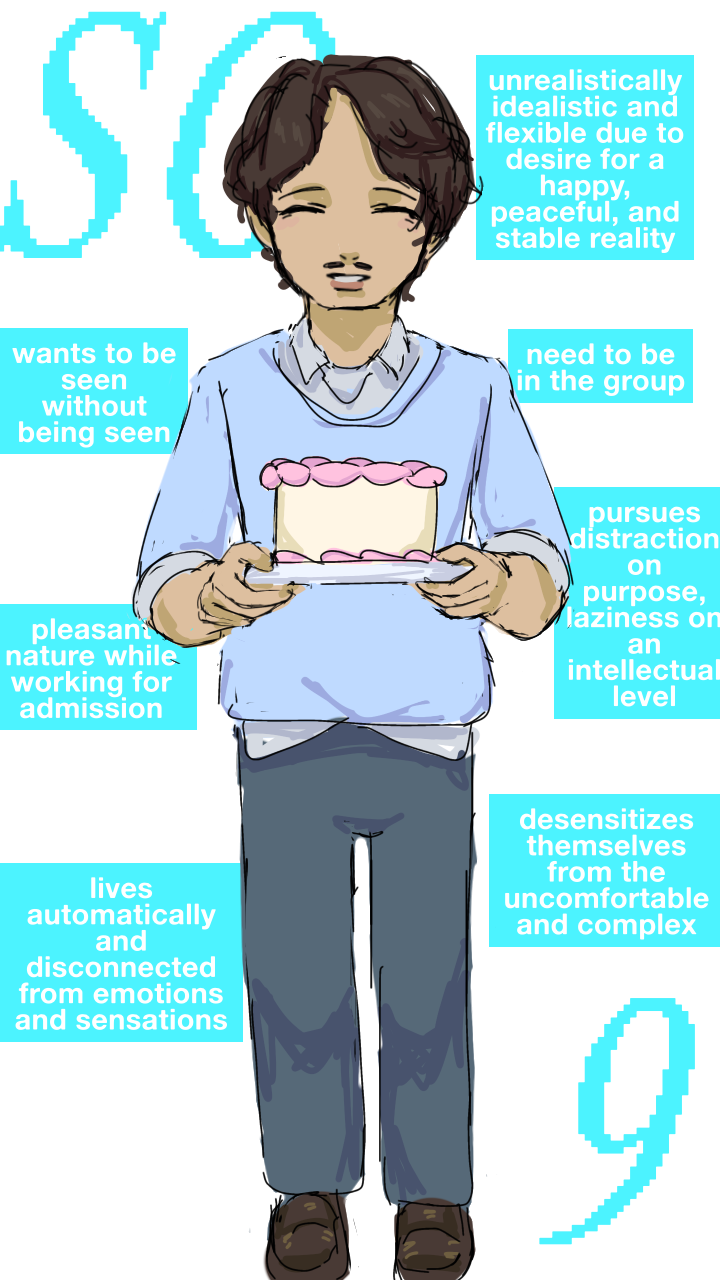 SO
unrealistically
idealistic and
flexible due to
desire for a
happy,
peaceful, and
stable reality
wants to be
seen
without
being seen
need to be
in the group
pursues
distraction
on
purpose,
laziness on
an
intellectual
level
pleasant
nature while
working for
admission
desensitizes
themselves
from the
uncomfortable
and complex
lives
automatically
and
disconnected
from emotions
and sensations
9